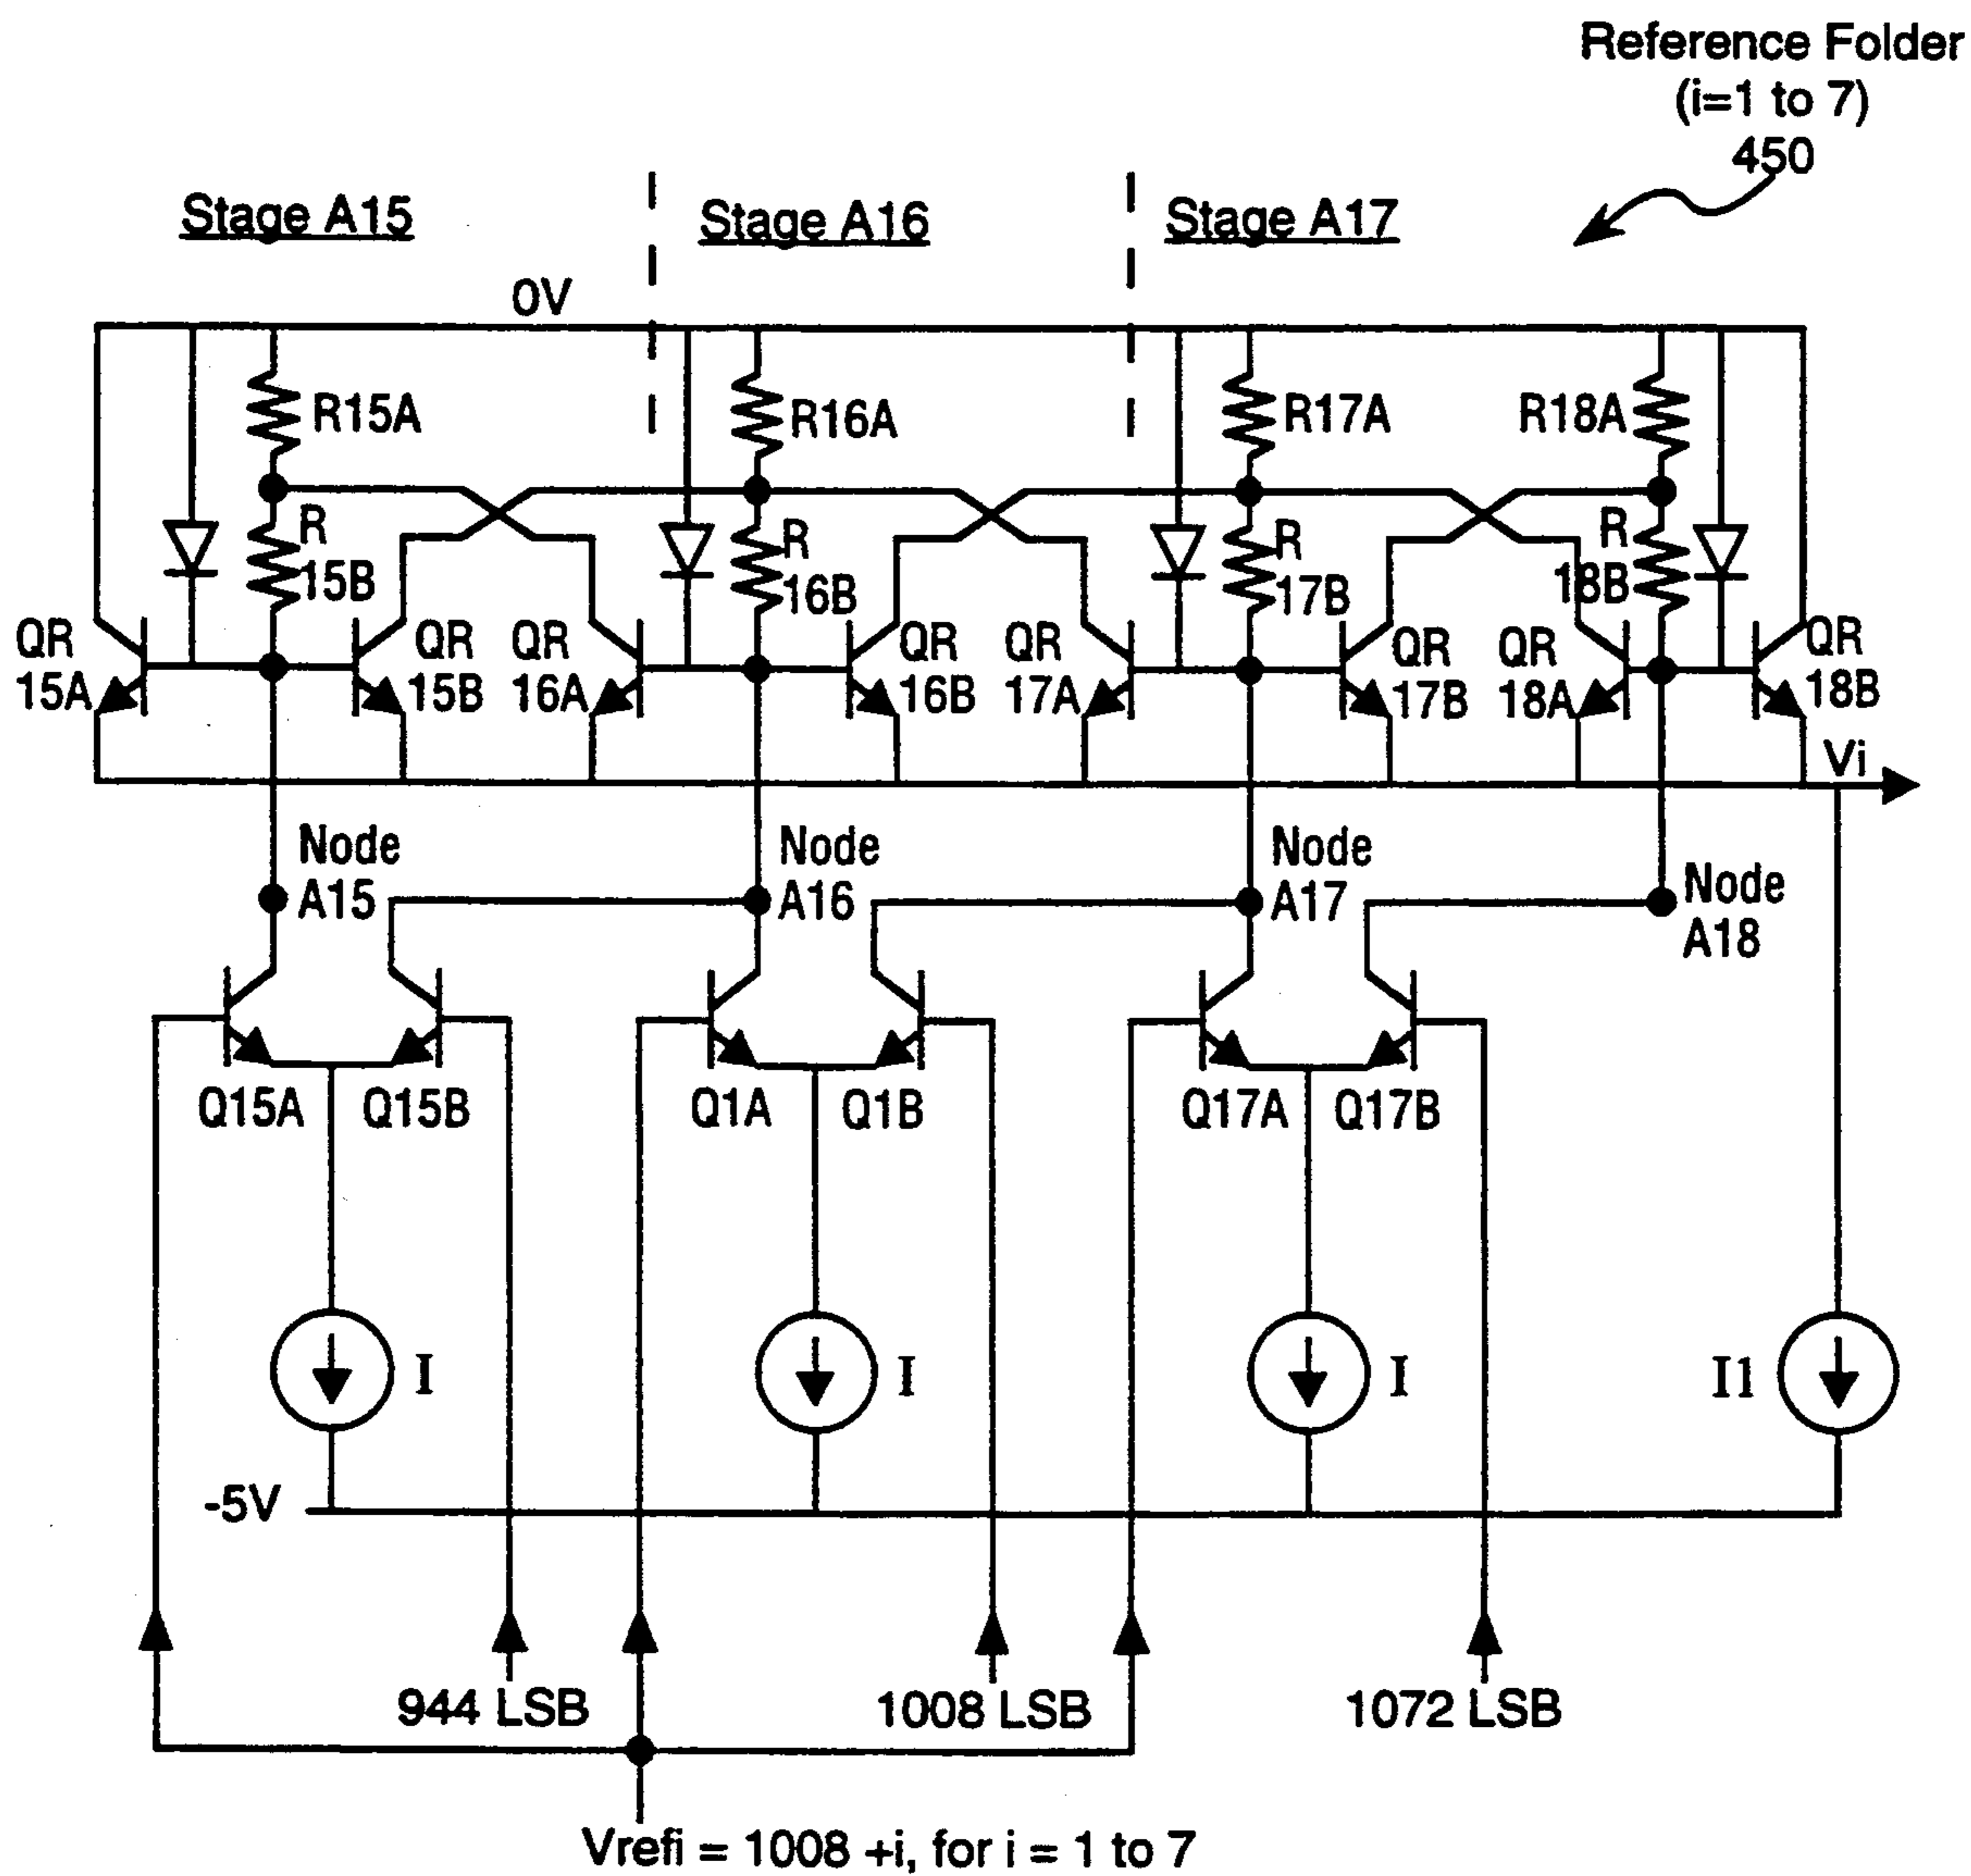 Reference Folder
(i=1 to 7)
450
Stage A15
Stage A16
Stage A17
0V
R15A
R16A
R17A
R18A
R
15B
R
16B
R
17B
R
18B
QR
15A
QR
15B
QR
16A
QR
16B
QR
17A
QR
17B
QR
18A
QR
18B
Vi
Node
A15
Node
A16
Node
A17
Node
A18
Q15A
Q15B
Q1A
Q1B
Q17A
Q17B
I
I
I
I1
-5V
944 LSB
1008 LSB
1072 LSB
Vrefi = 1008 +i, for i = 1 to 7